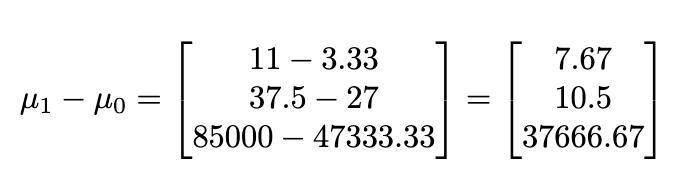 μ₁ − μ₀ = [11 − 3.33; 37.5 − 27; 85000 − 47333.33] = [7.67; 10.5; 37666.67]